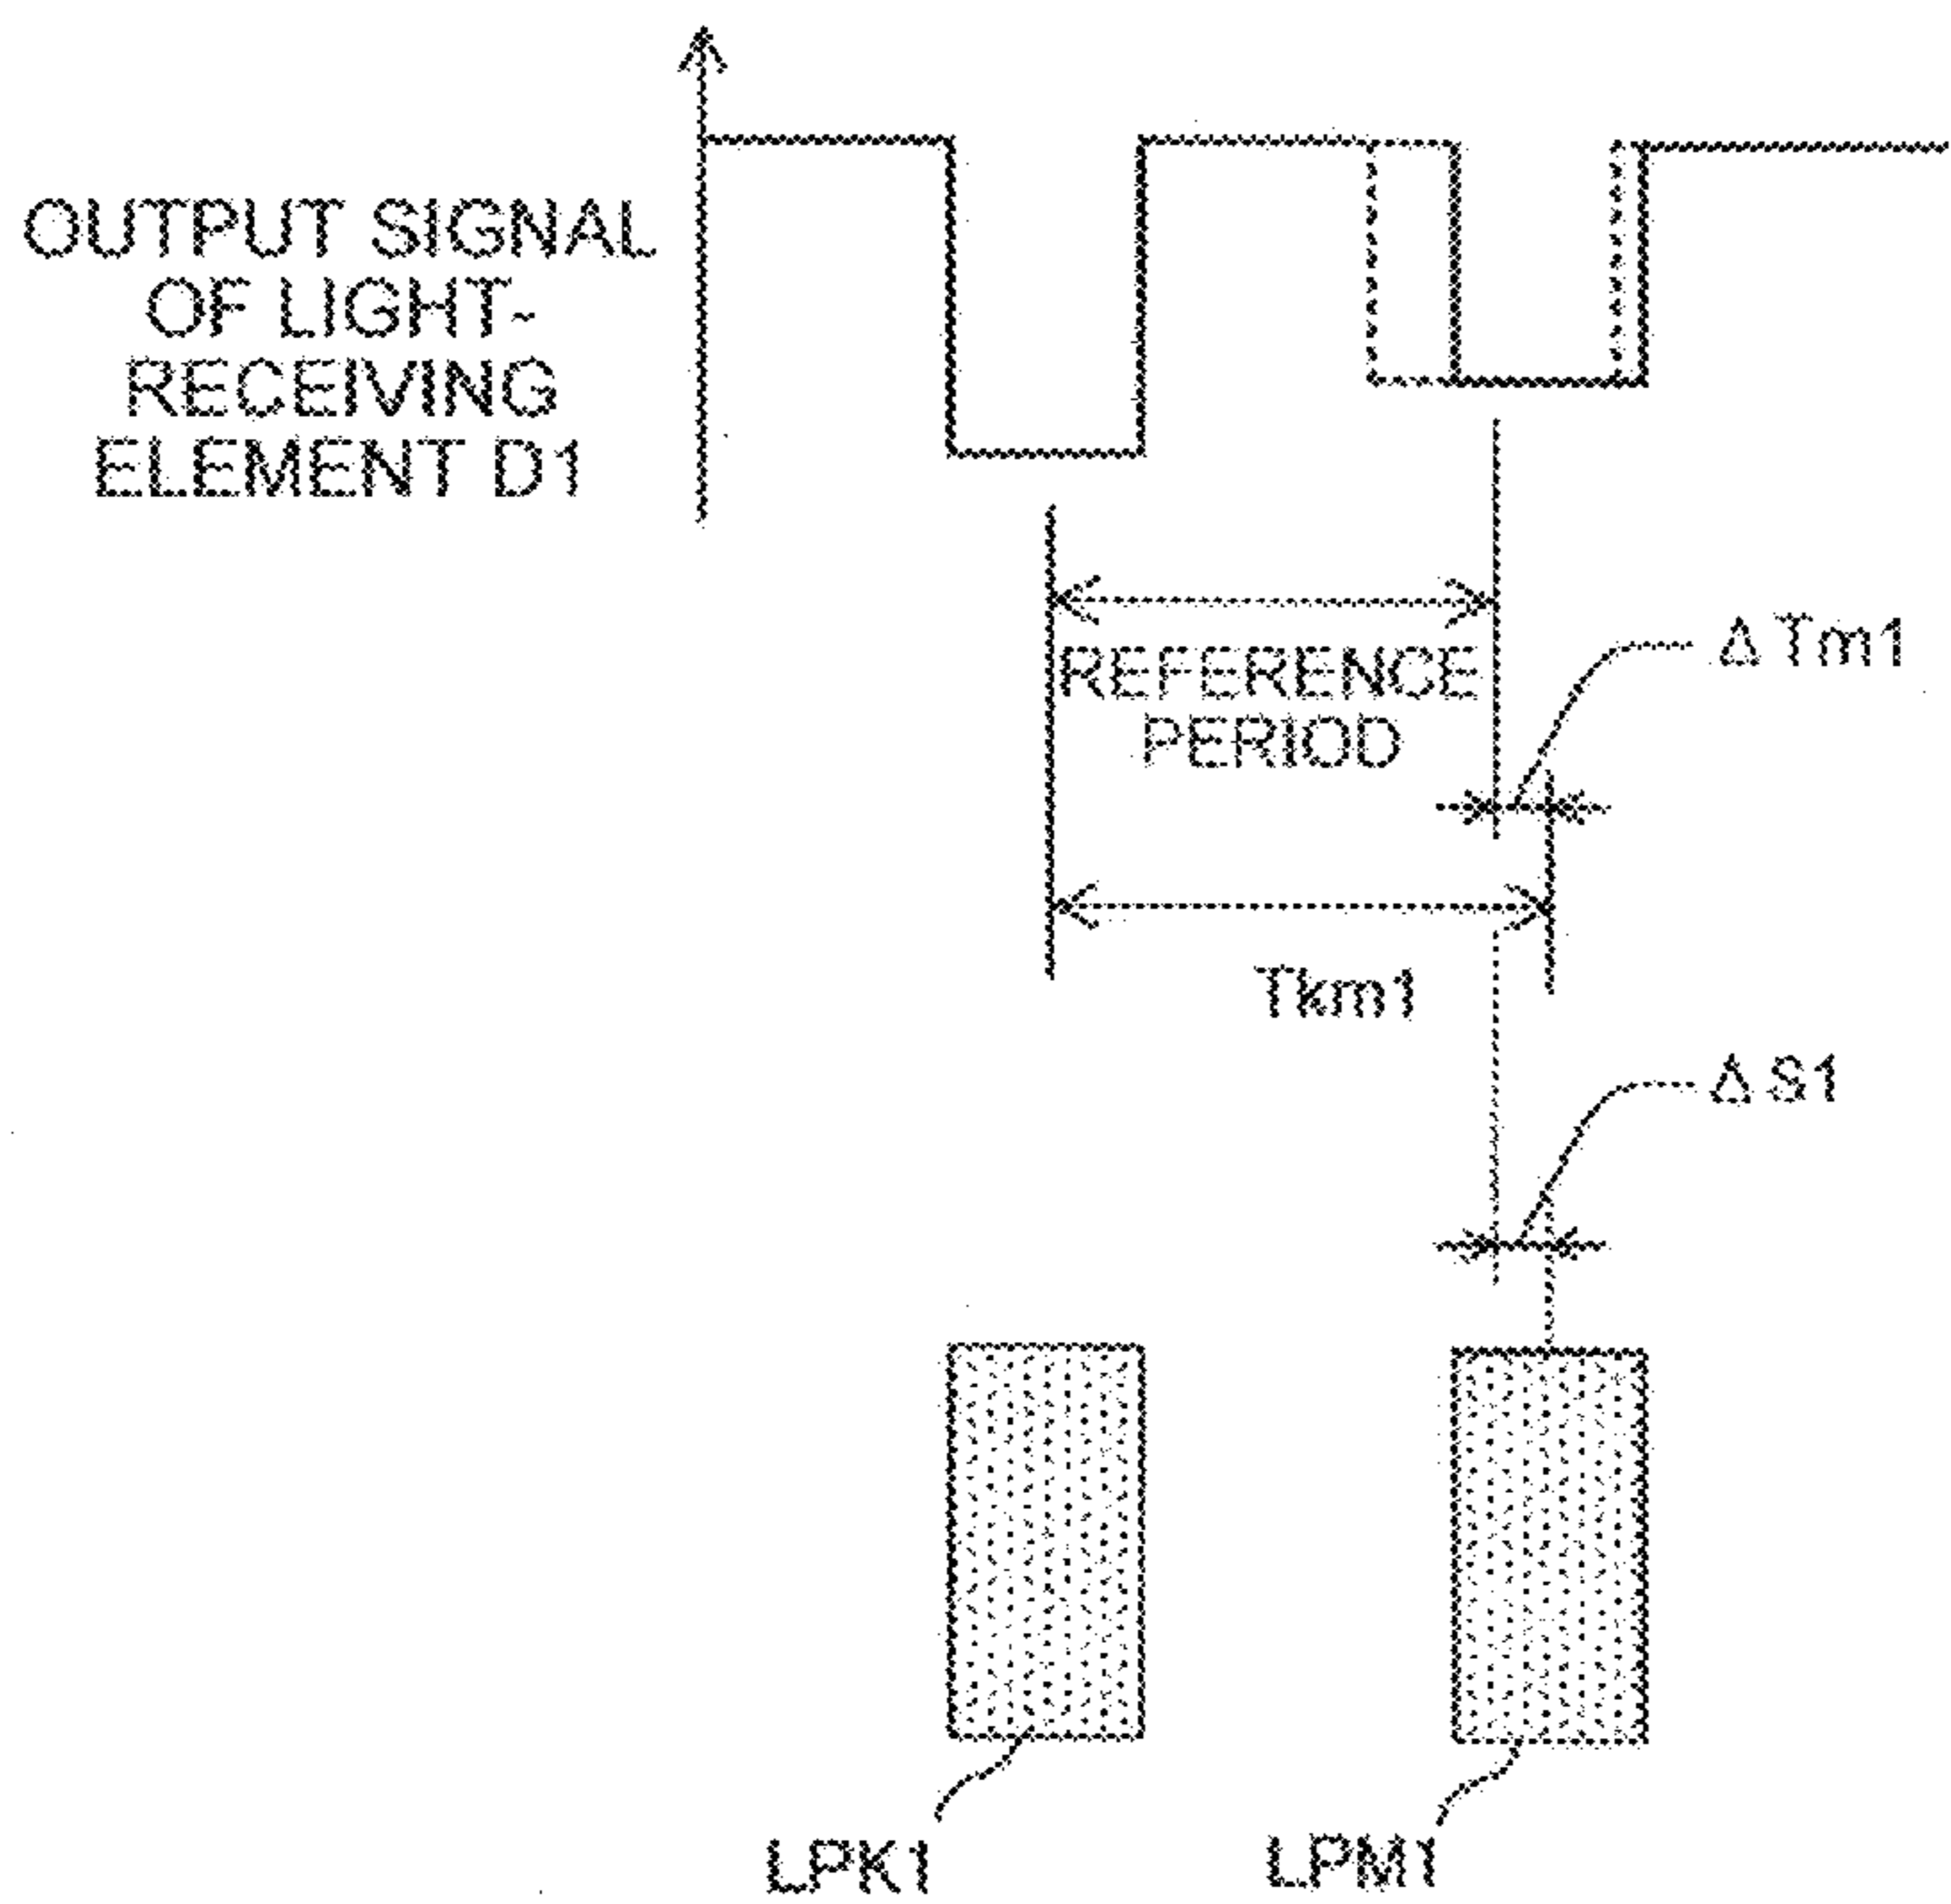 OUTPUT SIGNAL
OF LIGHT-
RECEIVING
ELEMENT D1
REFERENCE
PERIOD
ΔTm1
Tkm1
ΔS1
LPK1
LPM1